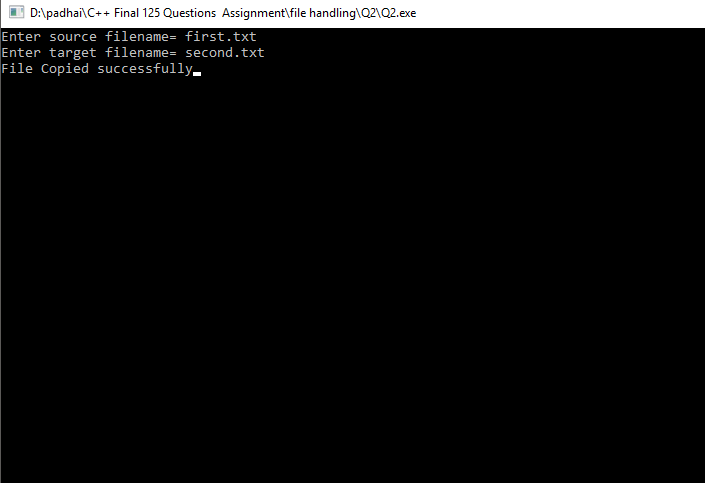 D:\padhai\C++ Final 125 Questions  Assignment\file handling\Q2\Q2.exe
Enter source filename= first.txt
Enter target filename= second.txt
File Copied successfully